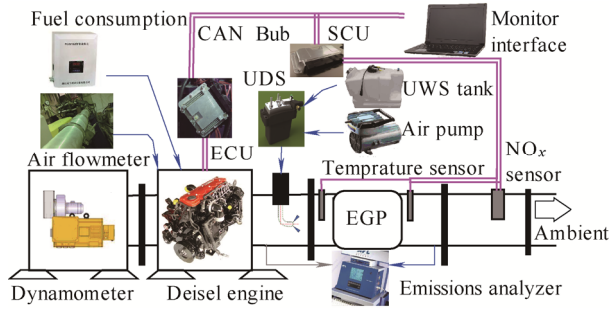 Fuel consumption
CAN Bub
SCU
Monitor
interface
UDS
UWS tank
Air pump
Air flowmeter
ECU
Temprature sensor
NOx
sensor
EGP
Ambient
Dynamometer
Deisel engine
Emissions analyzer